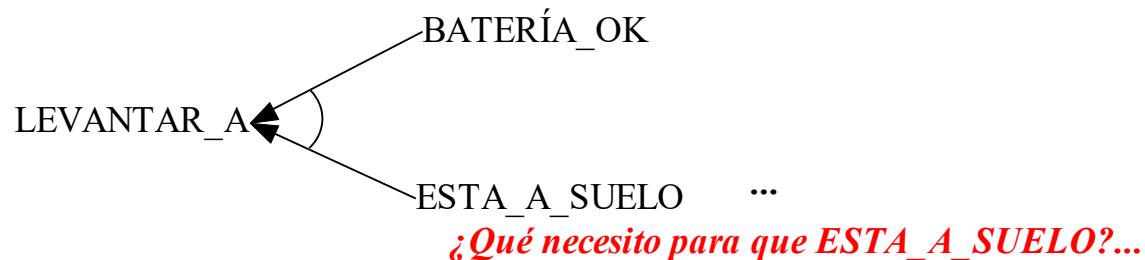 BATERÍA_OK
LEVANTAR_A
ESTA_A_SUELO ...
¿Qué necesito para que ESTA_A_SUELO?...